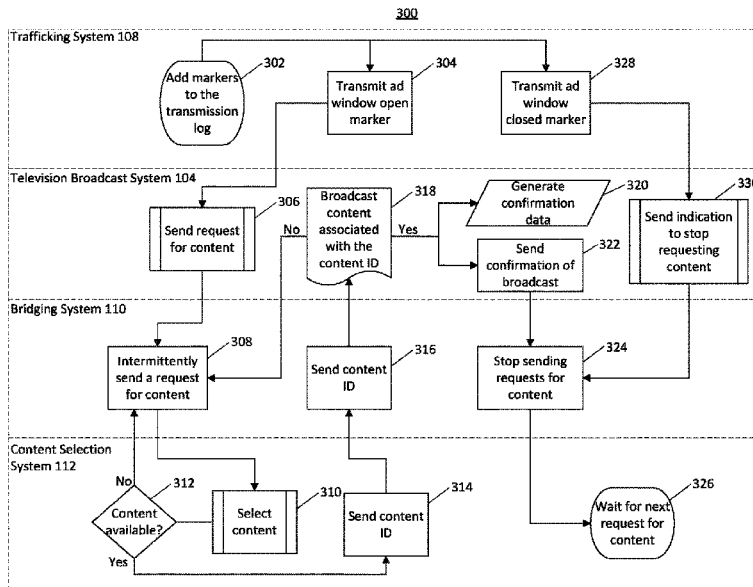 300
Trafficking System 108
Add markers
to the
transmission
log
302
Transmit ad
window open
marker
304
Transmit ad
window
closed marker
328
Television Broadcast System 104
Send request
for content
306
No
Broadcast
content
associated
with the
content ID
318
Yes
Generate
confirmation
data
320
Send
confirmation of
broadcast
322
Send indication
to stop
requesting
content
330
Bridging System 110
Intermittently
send a request
for content
308
Send content
ID
316
Stop sending
requests for
content
324
Content Selection
System 112
No
Content
available?
312
Yes
Select
content
310
Send content
ID
314
Wait for next
request for
content
326